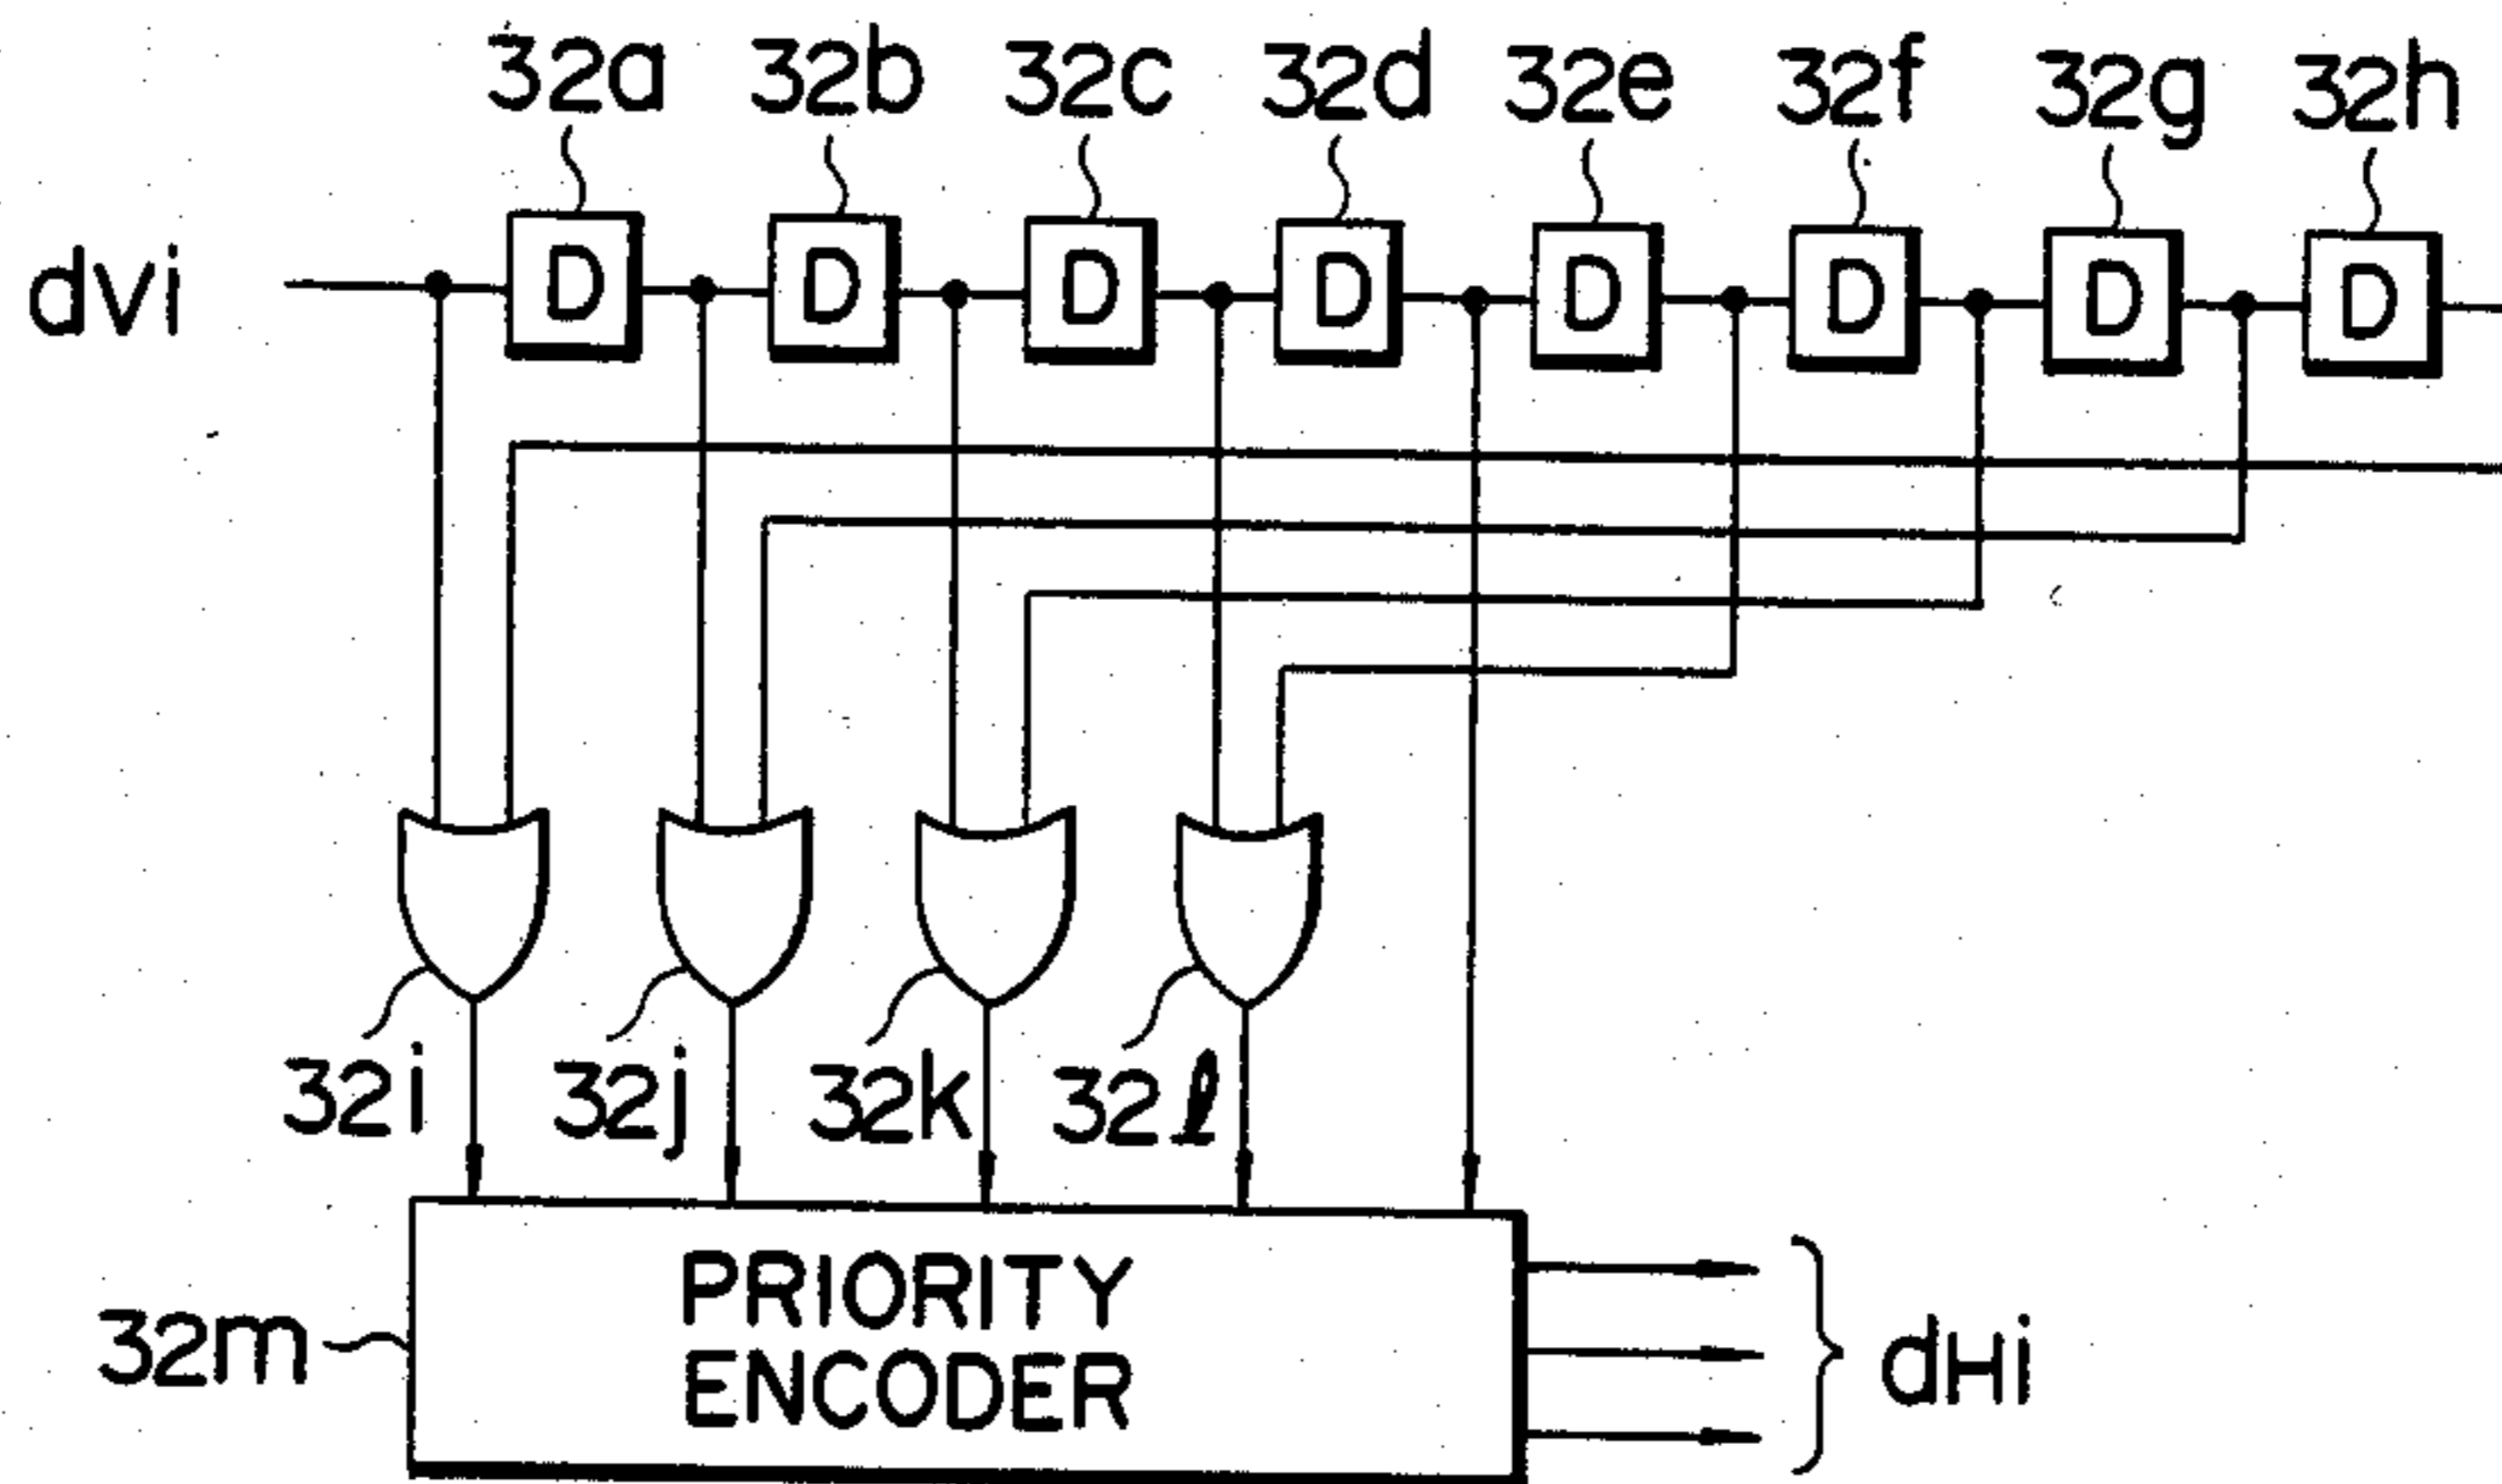 32a 32b 32c 32d 32e 32f 32g 32h
dvi D D D D D D D D
32i 32j 32k 32l
32m PRIORITY
ENCODER
dHi